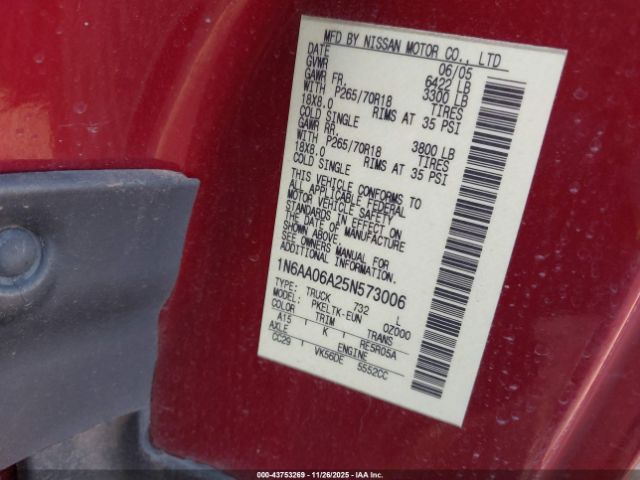 MFD BY NISSAN MOTOR CO., LTD
DATE 06/05
GVWR 6422 LB
GAWR FR. 3300 LB
WITH P265/70R18 TIRES
18X8.0 RIMS AT 35 PSI
COLD SINGLE
GAWR RR. 3800 LB
WITH P265/70R18 TIRES
18X8.0 RIMS AT 35 PSI
COLD SINGLE
THIS VEHICLE CONFORMS TO
ALL APPLICABLE FEDERAL
MOTOR VEHICLE SAFETY
STANDARDS IN EFFECT ON
THE DATE OF MANUFACTURE
SHOWN ABOVE.
SEE OWNERS MANUAL FOR
ADDITIONAL INFORMATION
1N6AA06A25N573006
TYPE: TRUCK 732 L
MODEL: PKELTK-EUN 0Z000
COLOR TRIM TRANS
A15 K RE5R05A
AXLE ENGINE
CC29 VK56DE 5552CC
000-43753269 - 11/26/2025 - IAAI.COM